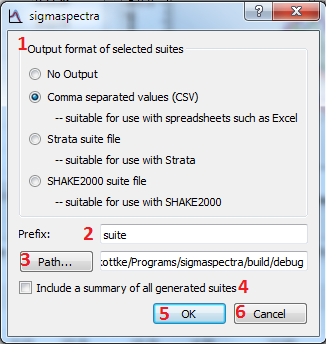 sigmaspectra
1 Output format of selected suites
No Output
Comma separated values (CSV)
-- suitable for use with spreadsheets such as Excel
Strata suite file
-- suitable for use with Strata
SHAKE2000 suite file
-- suitable for use with SHAKE2000
Prefix: 2 suite
3 Path... ottke/Programs/sigmaspectra/build/debug
Include a summary of all generated suites 4
5 OK 6 Cancel